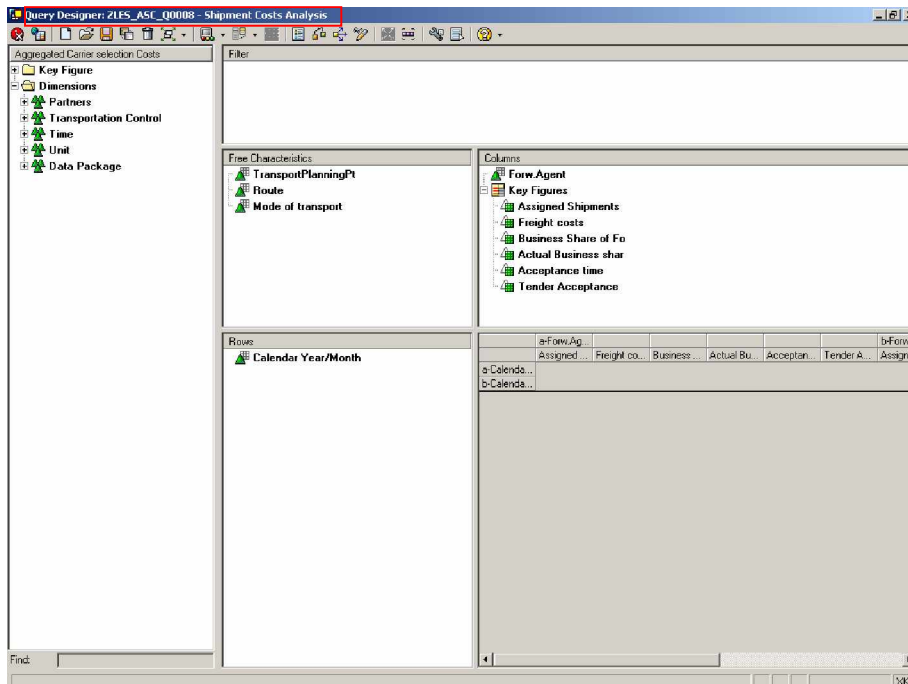 Query Designer: ZLES_ASC_Q0008 - Shipment Costs Analysis
Aggregated Carrier selection Costs
Key Figure
Dimensions
Partners
Transportation Control
Time
Unit
Data Package
Find:
Filter
Free Characteristics
TransportPlanningPt
Route
Mode of transport
Columns
Forw.Agent
Key Figures
Assigned Shipments
Freight costs
Business Share of Fo
Actual Business shar
Acceptance time
Tender Acceptance
Rows
Calendar Year/Month
a-Forw.Ag... b-Forw
Assigned ... Freight co... Business ... Actual Bu... Acceptan... Tender A... Assign
a-Calenda...
b-Calenda...